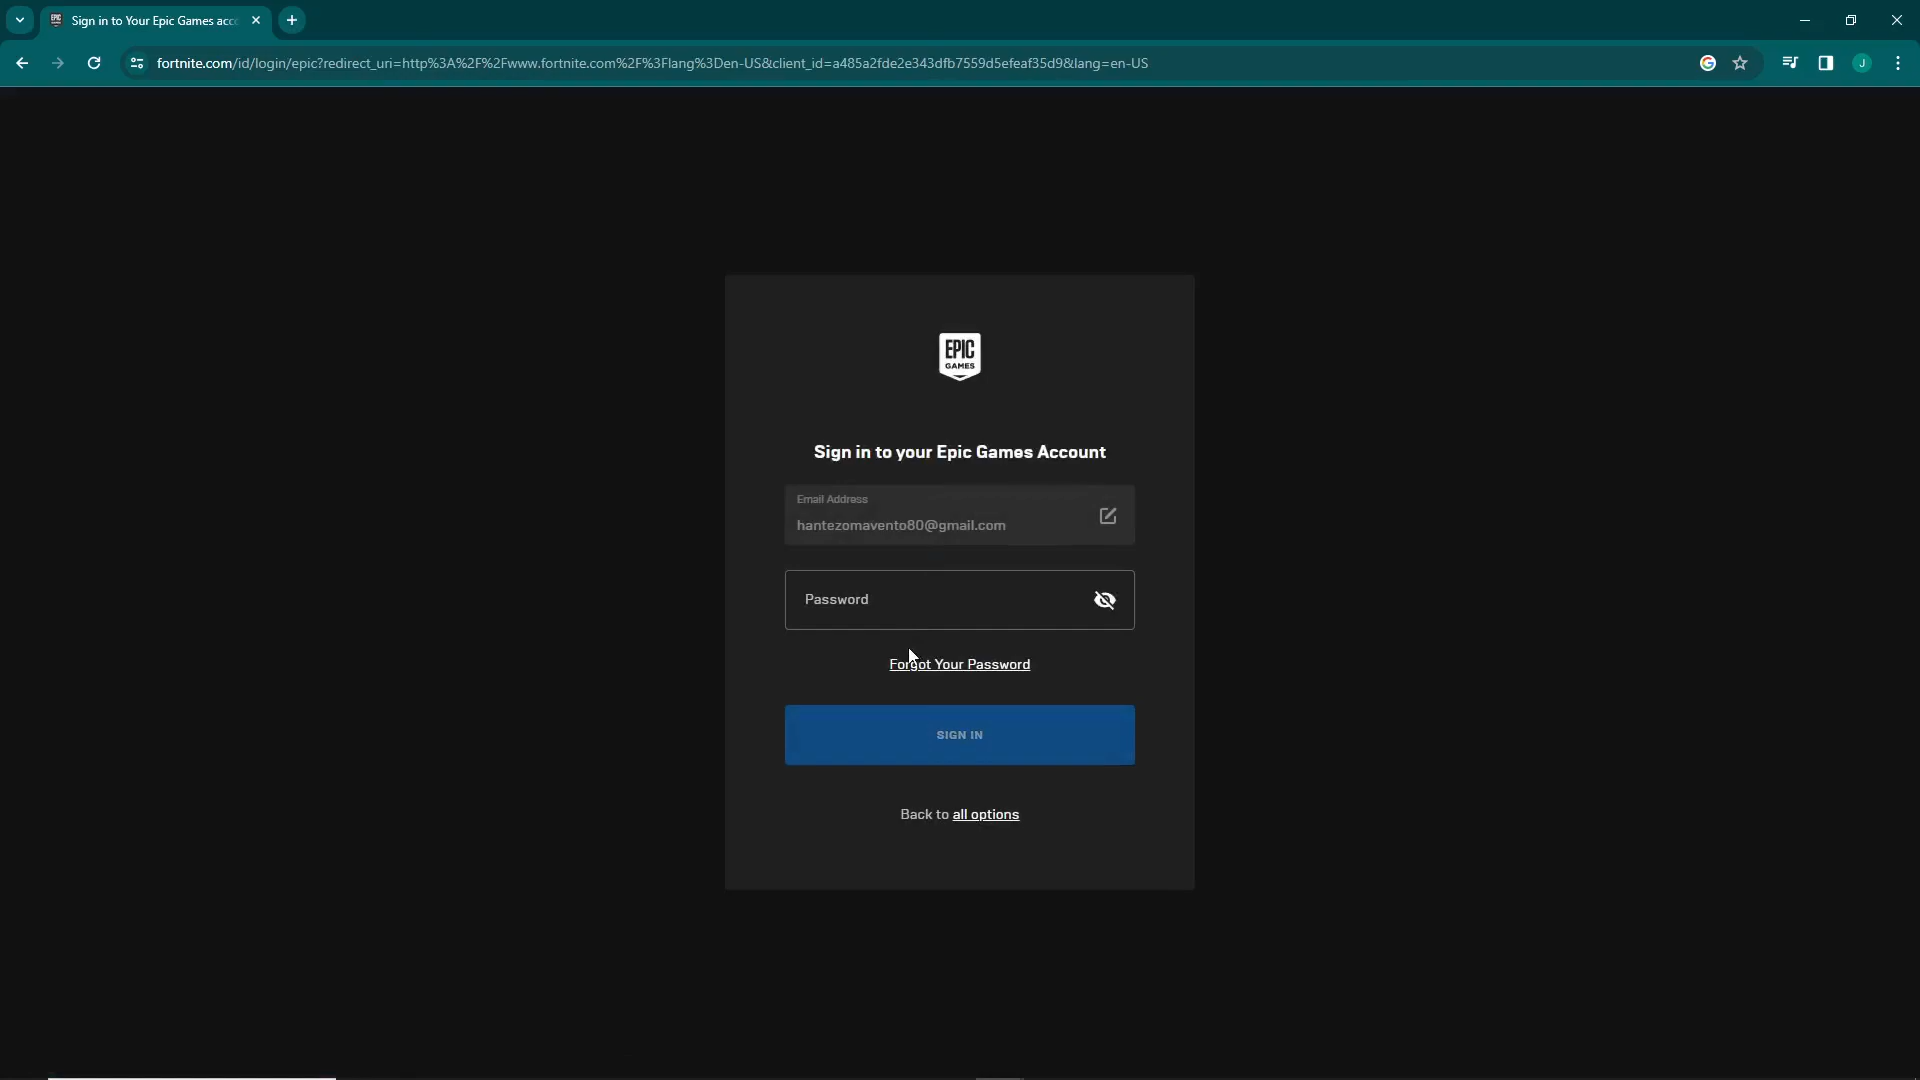 Sign in to Your Epic Games acc
fortnite.com/id/login/epic?redirect_uri=http%3A%2F%2Fwww.fortnite.com%2F%3Flang%3Den-US&client_id=a485a2fde2e343dfb7559d5efeaf35d9&lang=en-US
J
EPIC
GAMES
Sign in to your Epic Games Account
Email Address
hantezomavento80@gmail.com
Password
Forgot Your Password
SIGN IN
Back to all options